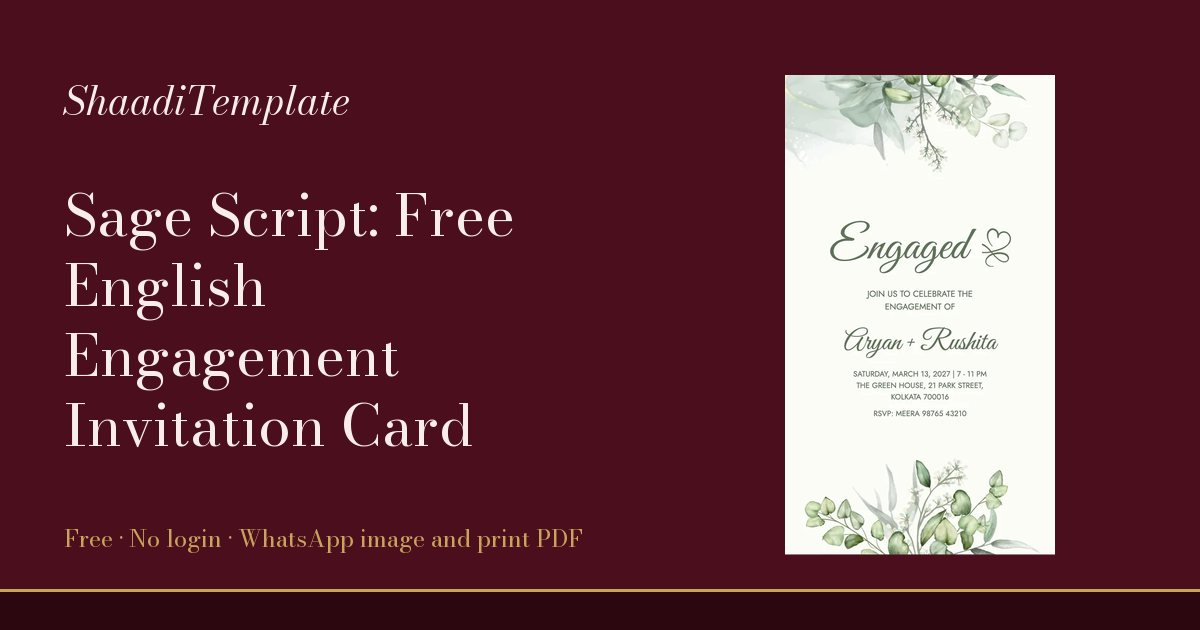 ShaadiTemplate
Sage Script: Free
English
Engagement
Invitation Card
Free · No login · WhatsApp image and print PDF
Engaged
JOIN US TO CELEBRATE THE
ENGAGEMENT OF
Aryan + Rushita
SATURDAY, MARCH 13, 2027 | 7 - 11 PM
THE GREEN HOUSE, 21 PARK STREET,
KOLKATA 700016
RSVP: MEERA 98765 43210